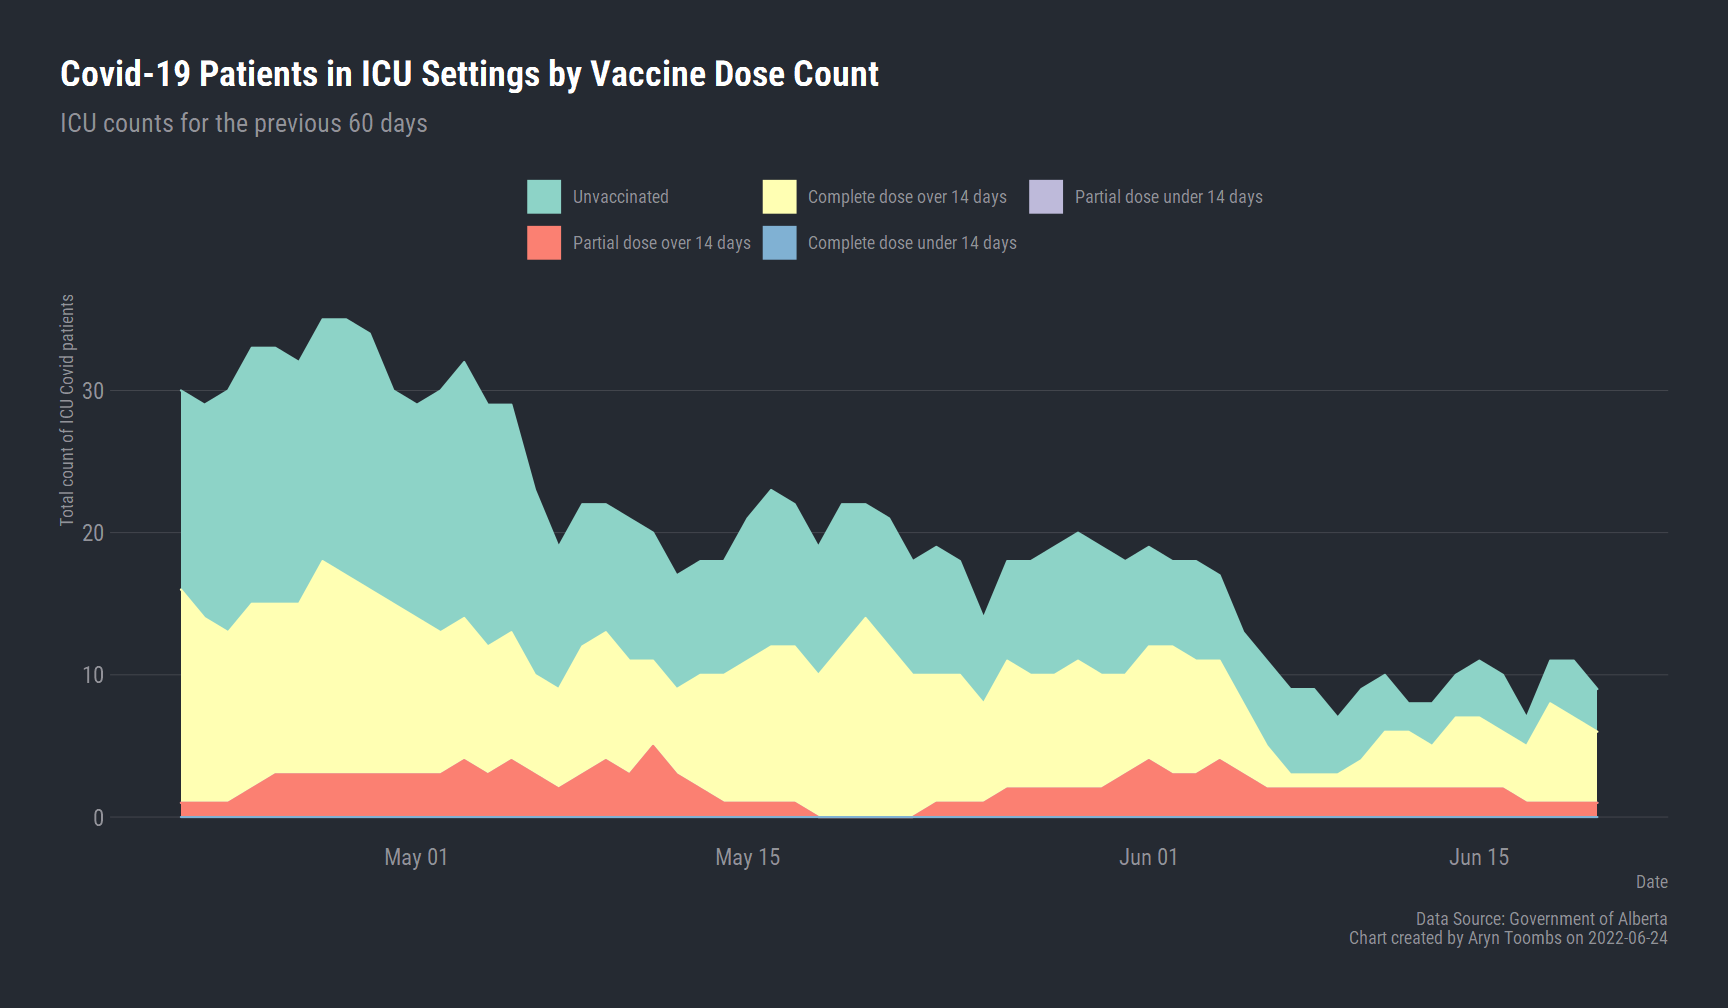 Covid-19 Patients in ICU Settings by Vaccine Dose Count
ICU counts for the previous 60 days
Unvaccinated
Complete dose over 14 days
Partial dose under 14 days
Partial dose over 14 days
Complete dose under 14 days
Total count of ICU Covid patients
30
20
10
0
May 01
May 15
Jun 01
Jun 15
Date
Data Source: Government of Alberta
Chart created by Aryn Toombs on 2022-06-24